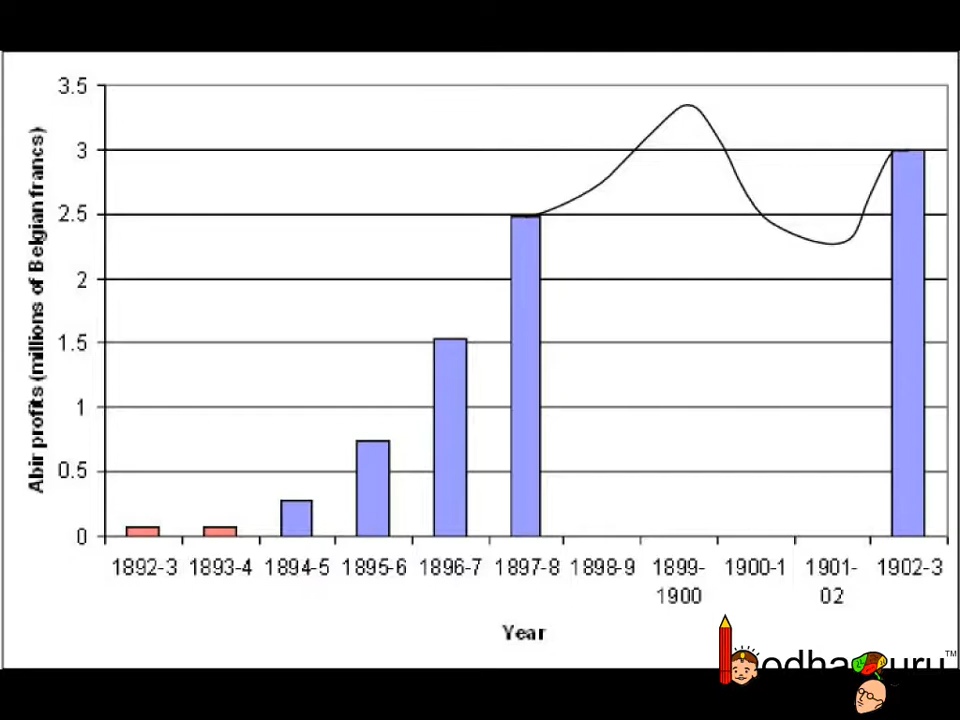 Abir profits (millions of Belgian francs)
3.5
3
2.5
2
1.5
1
0.5
0
1892-3 1893-4 1894-5 1895-6 1896-7 1897-8 1898-9 1899-1900 1900-1 1901-02 1902-3
Year
bodhaguru™